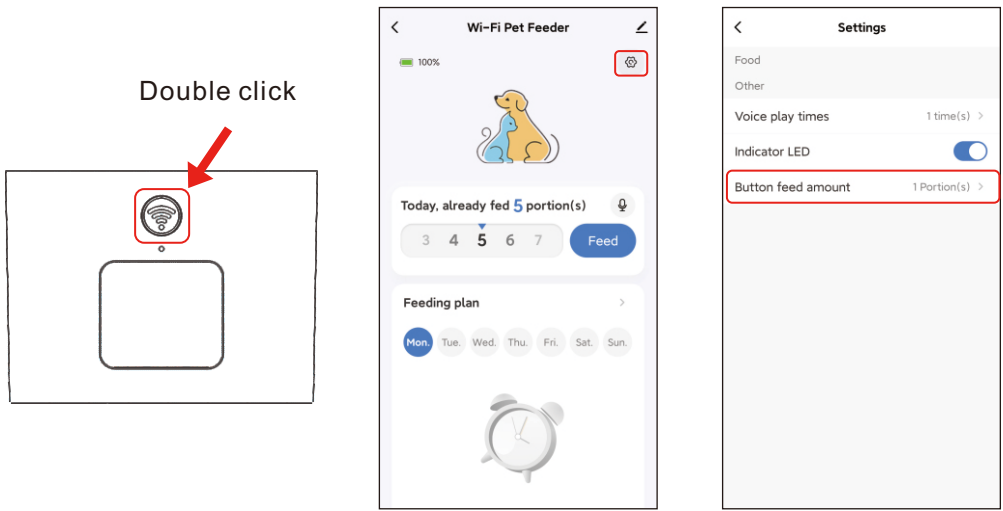 Double click
Wi-Fi Pet Feeder
100%
Today, already fed 5 portion(s)
3 4 5 6 7 Feed
Feeding plan
Mon. Tue. Wed. Thu. Fri. Sat. Sun.
Settings
Food
Other
Voice play times 1 time(s)
Indicator LED
Button feed amount 1 Portion(s)